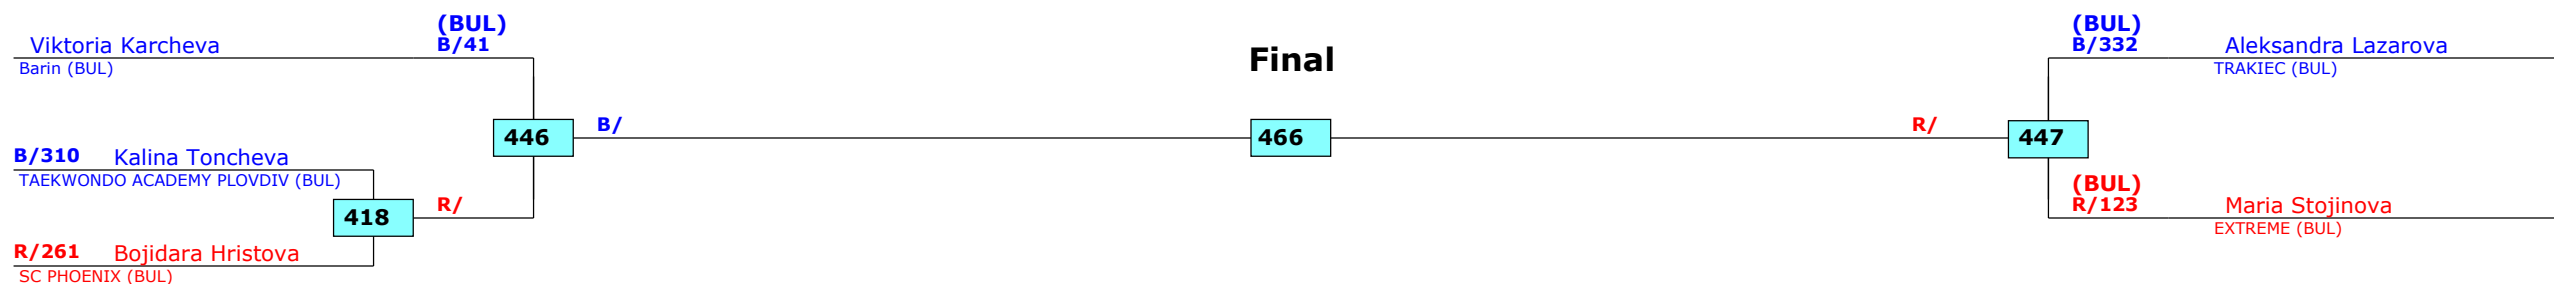 (BUL)
Viktoria Karcheva B/41
Barin (BUL)
B/310 Kalina Toncheva
TAEKWONDO ACADEMY PLOVDIV (BUL)
418
R/261 Bojidara Hristova
SC PHOENIX (BUL)
R/
446
B/
Final
466
R/
447
(BUL)
B/332 Aleksandra Lazarova
TRAKIEC (BUL)
(BUL)
R/123 Maria Stojinova
EXTREME (BUL)